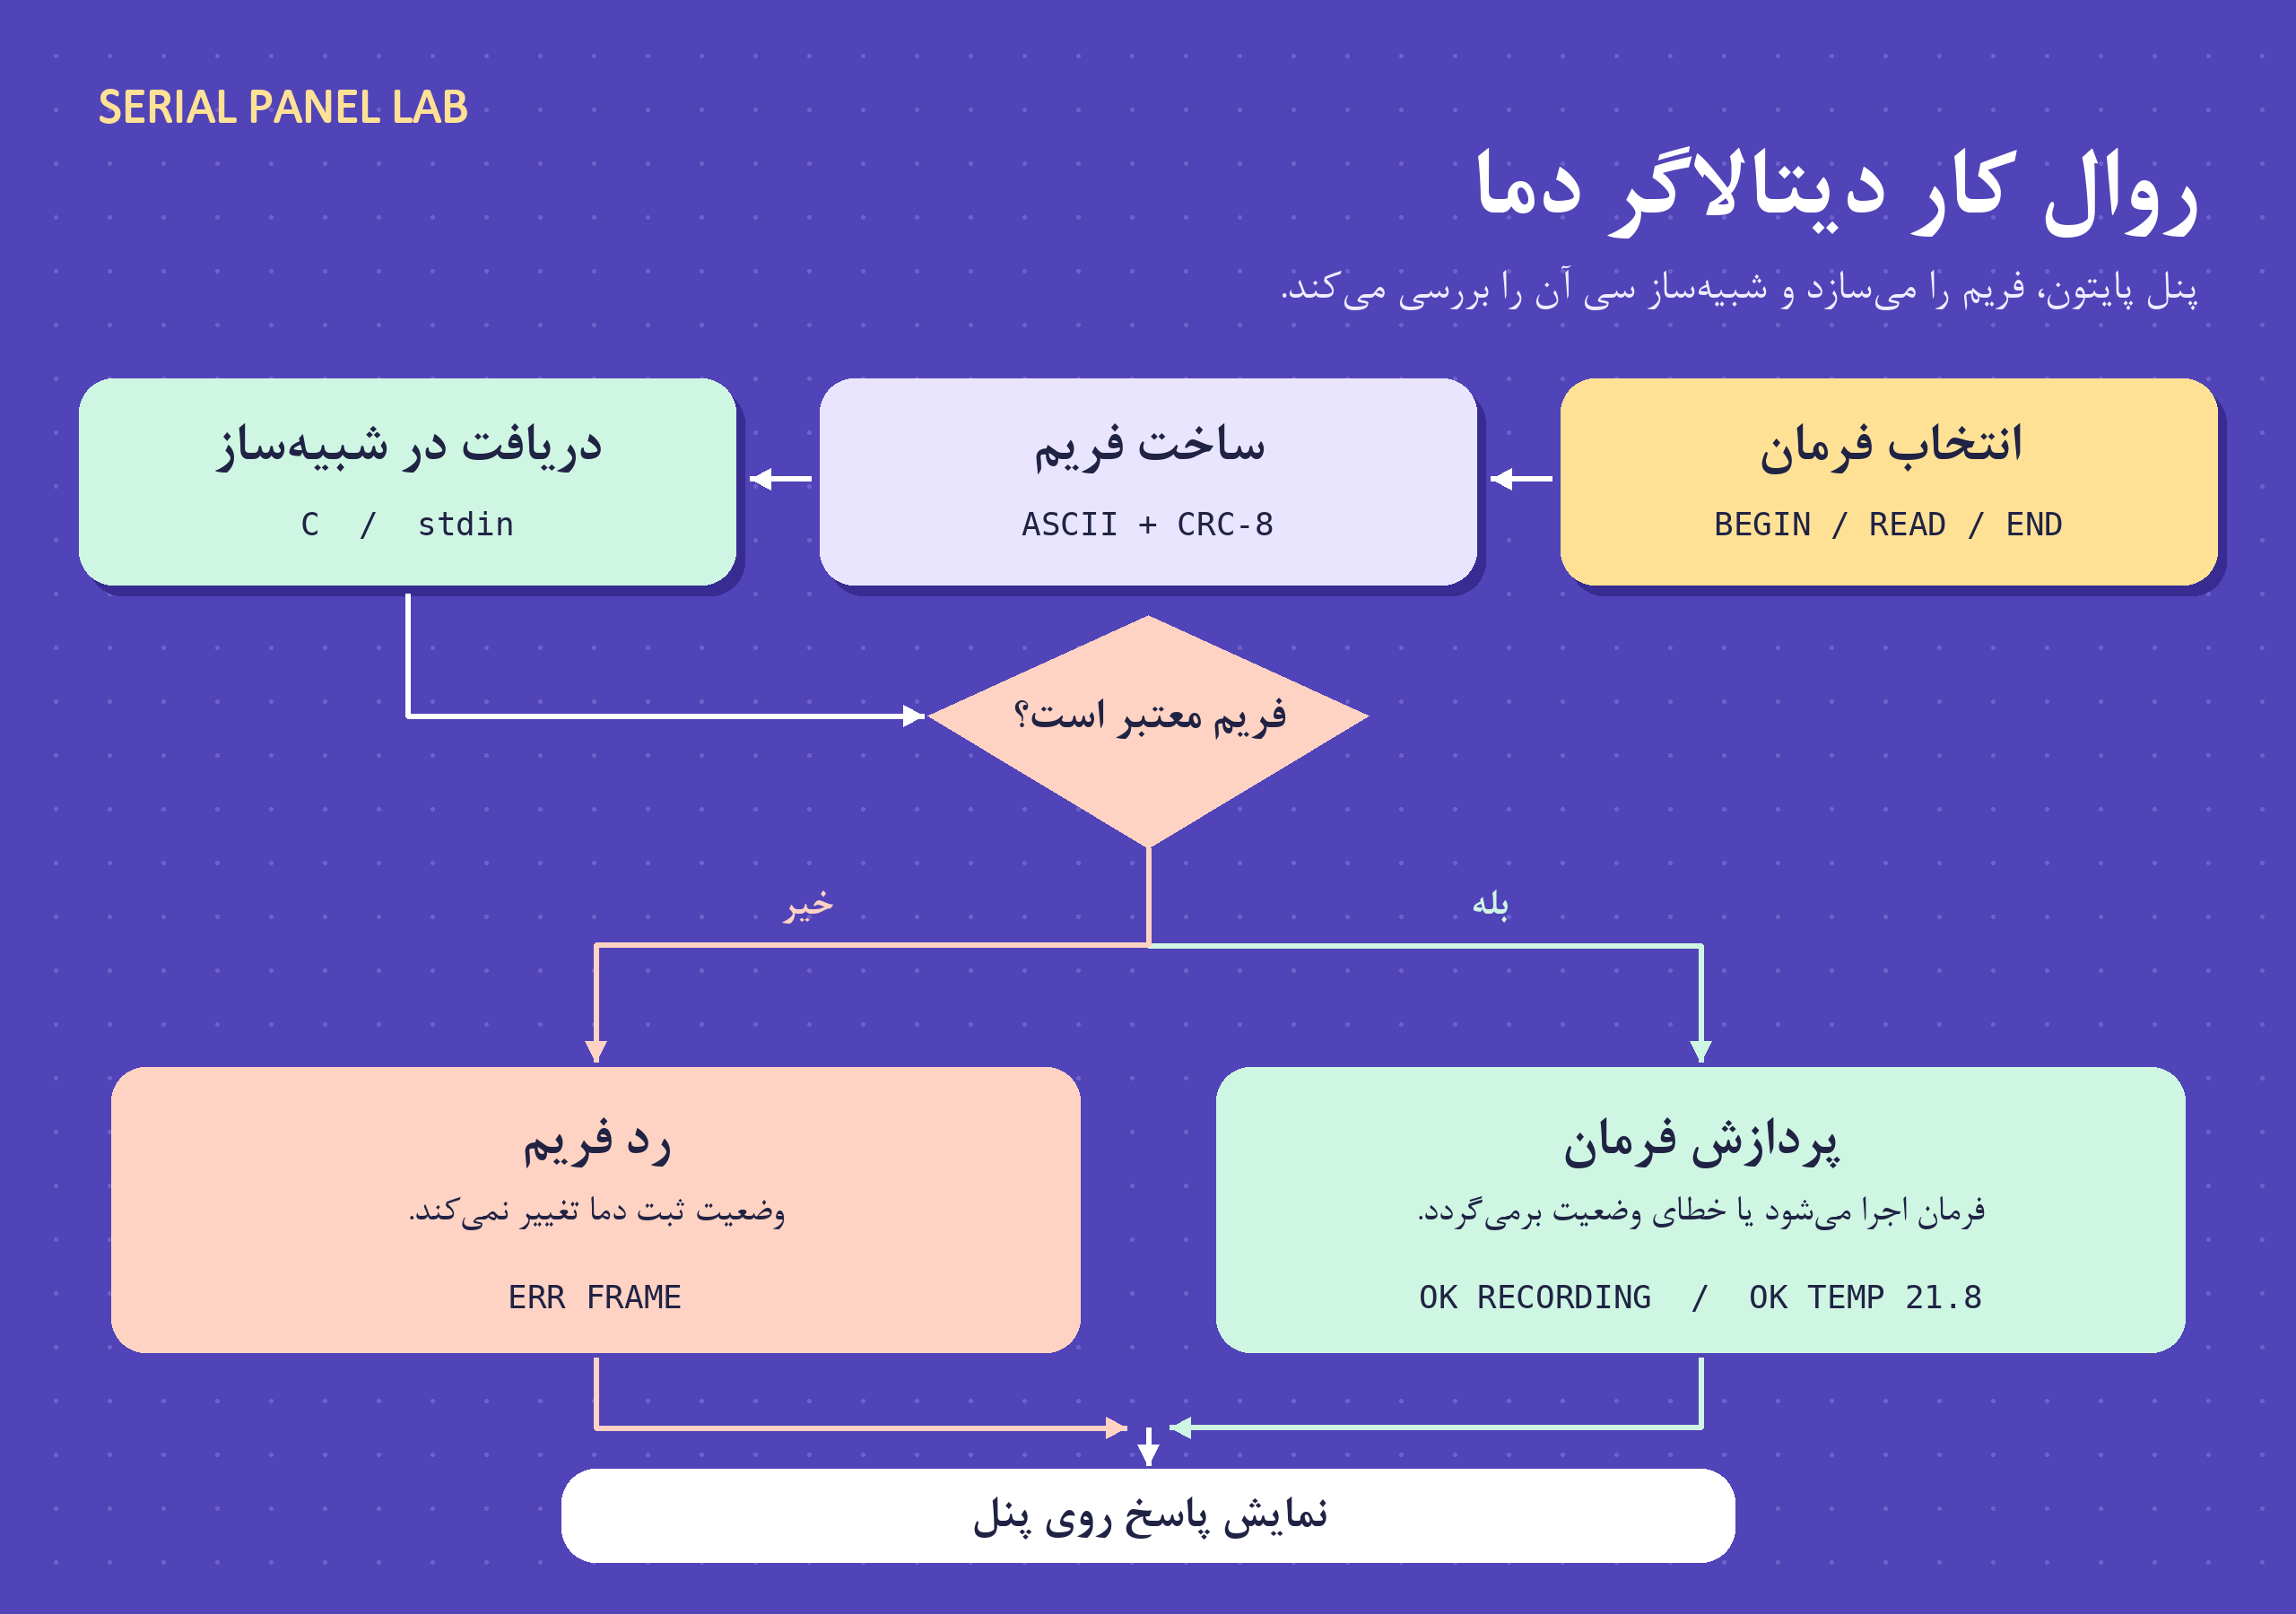 SERIAL PANEL LAB
روال کار دیتالاگر دما
پنل پایتون، فریم را می‌سازد و شبیه‌ساز سی آن را بررسی می‌کند.
انتخاب فرمان
BEGIN / READ / END
ساخت فریم
ASCII + CRC-8
دریافت در شبیه‌ساز
C / stdin
فریم معتبر است؟
بله
خیر
پردازش فرمان
فرمان اجرا می‌شود یا خطای وضعیت برمی‌گردد.
OK RECORDING / OK TEMP 21.8
رد فریم
وضعیت ثبت دما تغییر نمی‌کند.
ERR FRAME
نمایش پاسخ روی پنل